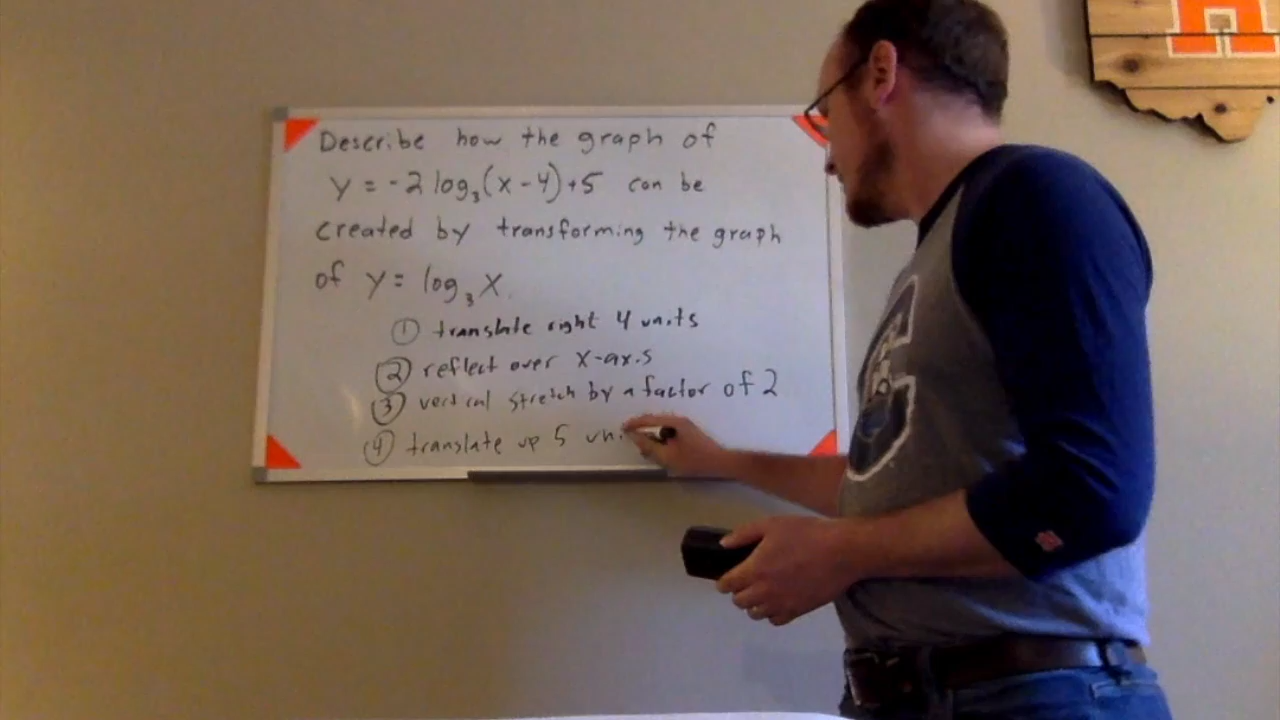 Describe how the graph of
y = -2 log₃(x - 4) + 5 can be
created by transforming the graph
of y = log₃ x
① translate right 4 units
② reflect over x-axis
③ vertical stretch by a factor of 2
④ translate up 5 uni